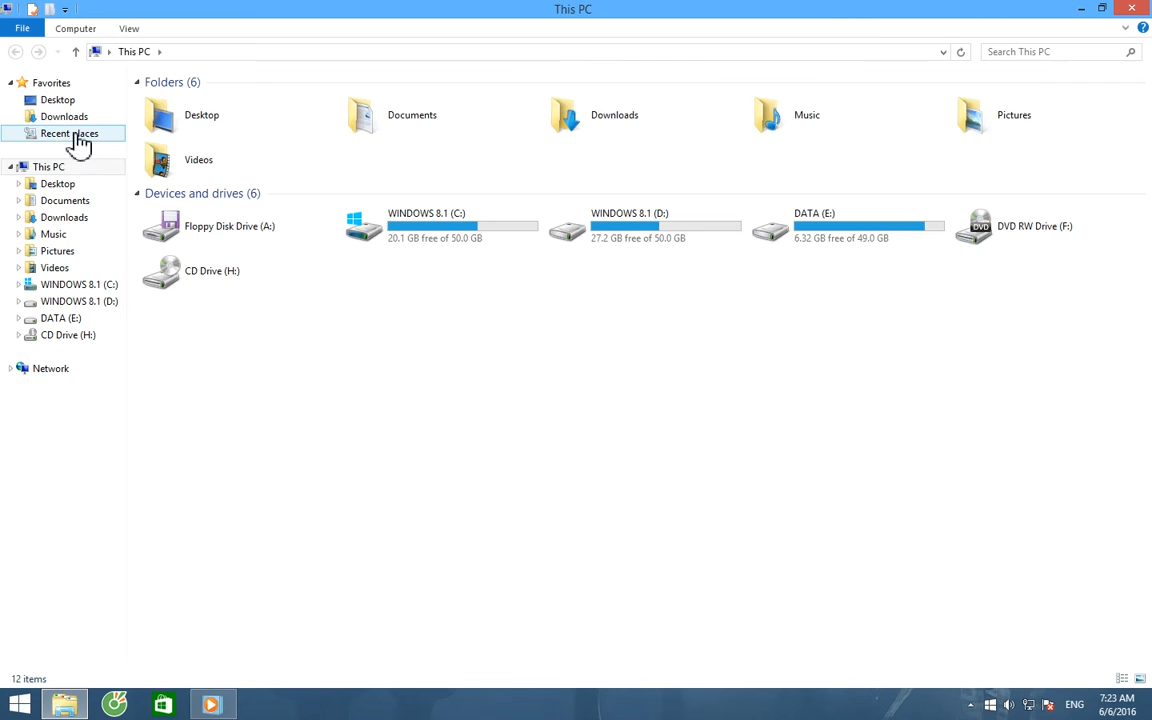 This PC
File Computer View
This PC
Search This PC
Favorites
Desktop
Downloads
Recent places
This PC
Desktop
Documents
Downloads
Music
Pictures
Videos
WINDOWS 8.1 (C:)
WINDOWS 8.1 (D:)
DATA (E:)
CD Drive (H:)
Network
Folders (6)
Desktop
Documents
Downloads
Music
Pictures
Videos
Devices and drives (6)
Floppy Disk Drive (A:)
WINDOWS 8.1 (C:)
20.1 GB free of 50.0 GB
WINDOWS 8.1 (D:)
27.2 GB free of 50.0 GB
DATA (E:)
6.32 GB free of 49.0 GB
DVD
DVD RW Drive (F:)
CD Drive (H:)
12 items
ENG
7:23 AM
6/6/2016